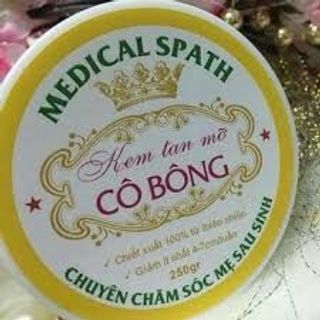 MEDICAL SPATH
Kem tan mỡ
CÔ BÔNG
✓ Chiết xuất 100% từ thiên nhiên
✓ Giảm ít nhất 4-7cm/tuần
250gr
CHUYÊN CHĂM SÓC MẸ SAU SINH